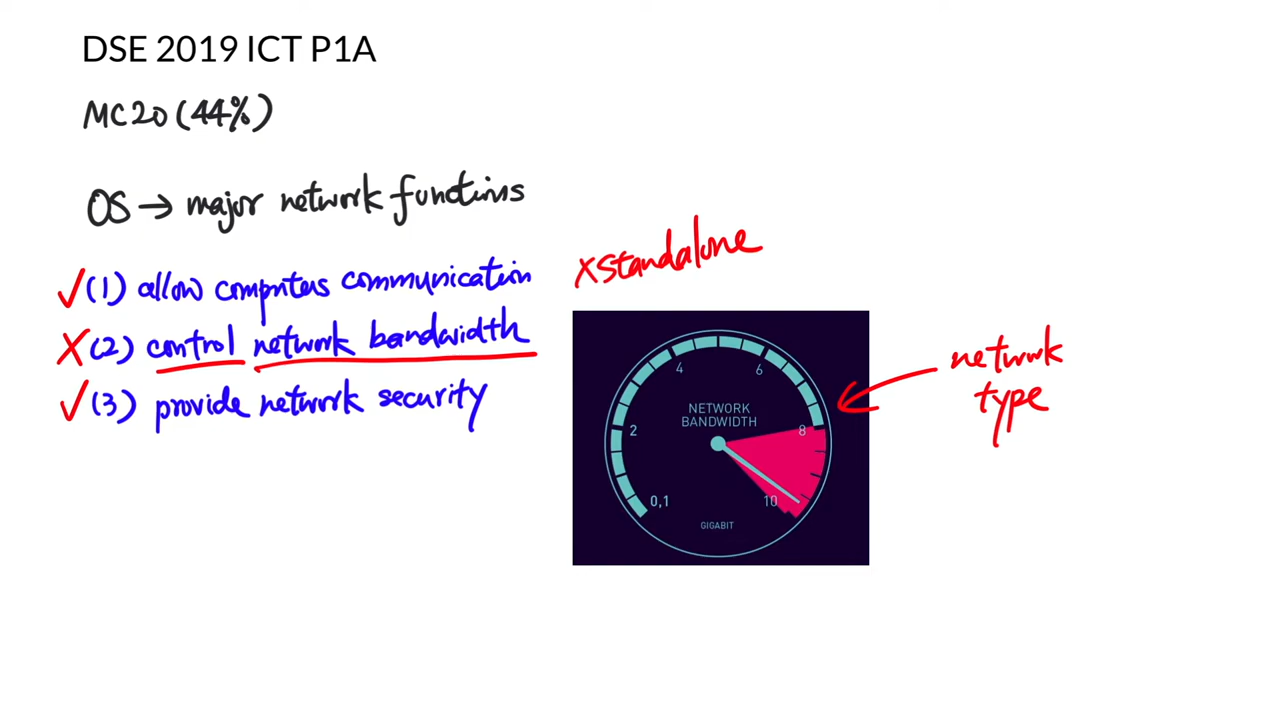 DSE 2019 ICT P1A
MC20 (44%)
OS → major network functions
✓ (1) allow computers communication
X standalone
X (2) control network bandwidth
✓ (3) provide network security
network
type
4
6
NETWORK
BANDWIDTH
2
8
0,1
10
GIGABIT